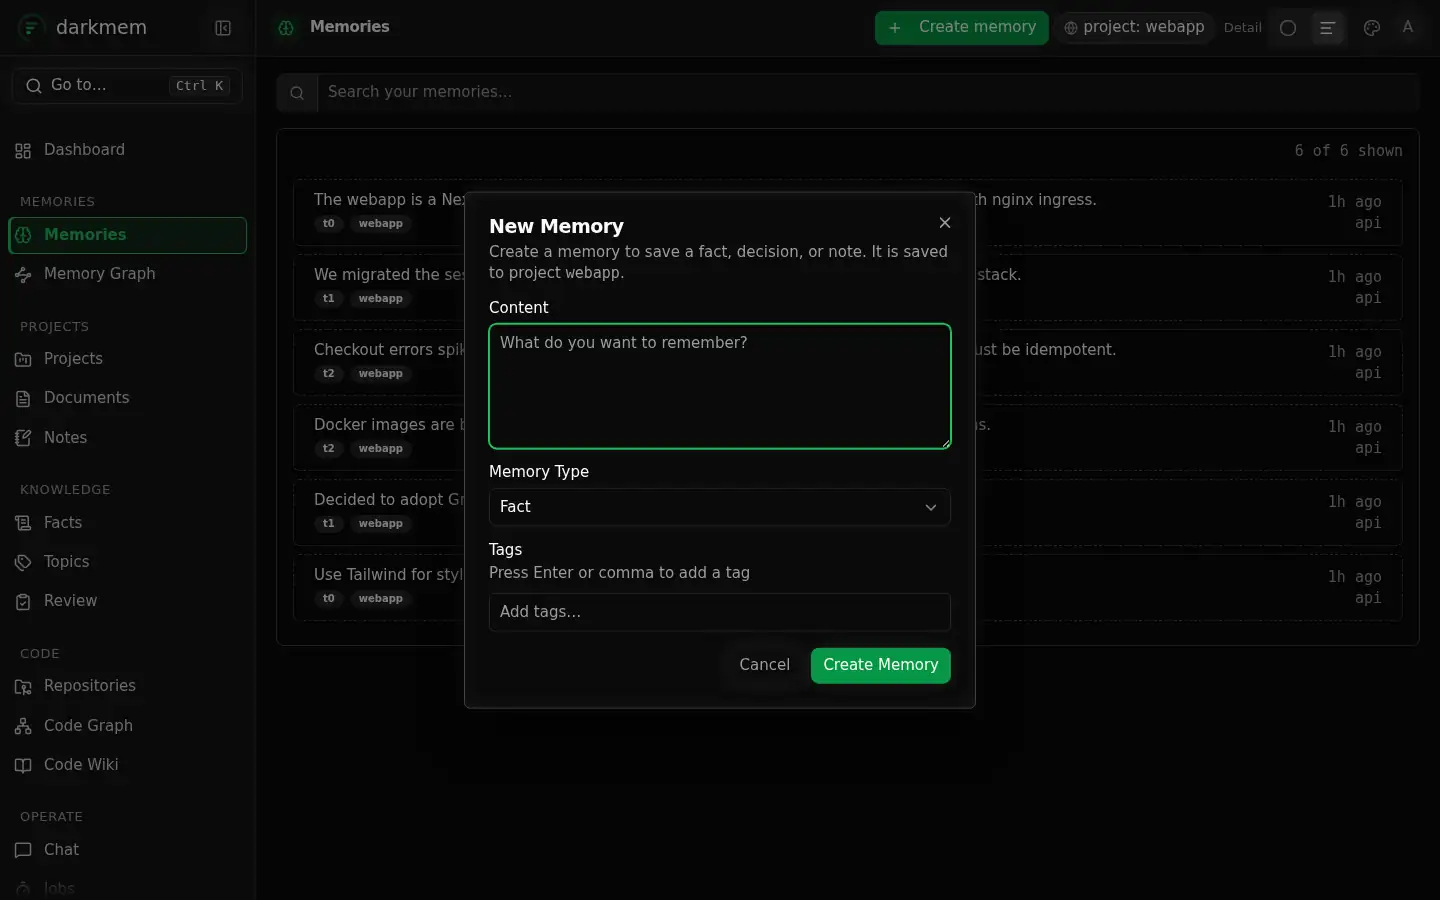 darkmem
Go to...
Ctrl K
Dashboard
MEMORIES
Memories
Memory Graph
PROJECTS
Projects
Documents
Notes
KNOWLEDGE
Facts
Topics
Review
CODE
Repositories
Code Graph
Code Wiki
OPERATE
Chat
Jobs
Memories
Create memory
project: webapp
Detail
A
Search your memories...
6 of 6 shown
The webapp is a Ne
nginx ingress.
1h ago
t0 webapp
api
We migrated the
stack.
1h ago
t1 webapp
api
Checkout errors
be idempotent.
1h ago
t2 webapp
api
Docker images are
1h ago
t2 webapp
api
Decided to adopt
1h ago
t1 webapp
api
Use Tailwind for
1h ago
t0 webapp
api
New Memory
Create a memory to save a fact, decision, or note. It is saved
to project webapp.
Content
What do you want to remember?
Memory Type
Fact
Tags
Press Enter or comma to add a tag
Add tags...
Cancel
Create Memory